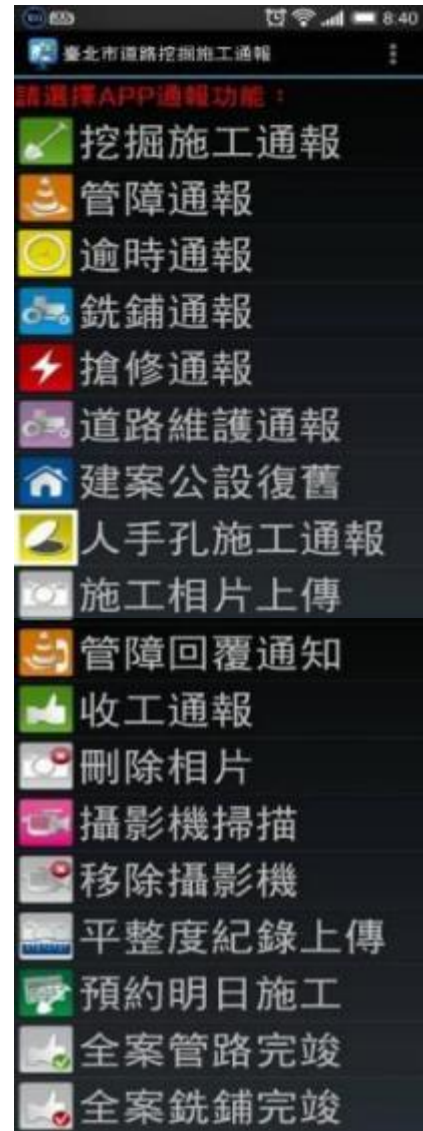 8:40
臺北市道路挖掘施工通報
請選擇APP通報功能：
挖掘施工通報
管障通報
逾時通報
銑鋪通報
搶修通報
道路維護通報
建案公設復舊
人手孔施工通報
施工相片上傳
管障回覆通知
收工通報
刪除相片
攝影機掃描
移除攝影機
平整度紀錄上傳
預約明日施工
全案管路完竣
全案銑鋪完竣